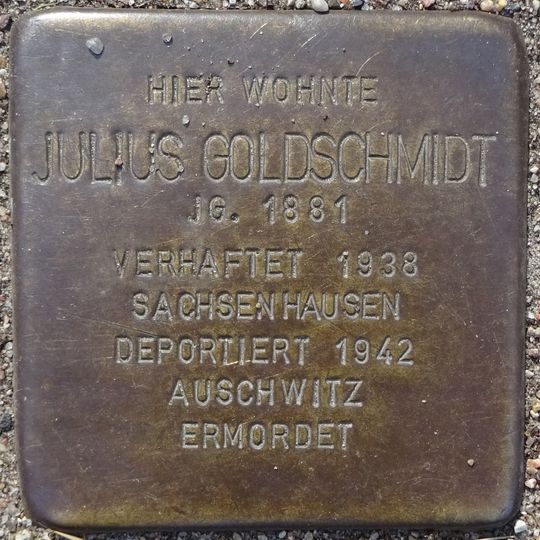 HIER WOHNTE
JULIUS GOLDSCHMIDT
JG. 1881
VERHAFTET 1938
SACHSENHAUSEN
DEPORTIERT 1942
AUSCHWITZ
ERMORDET